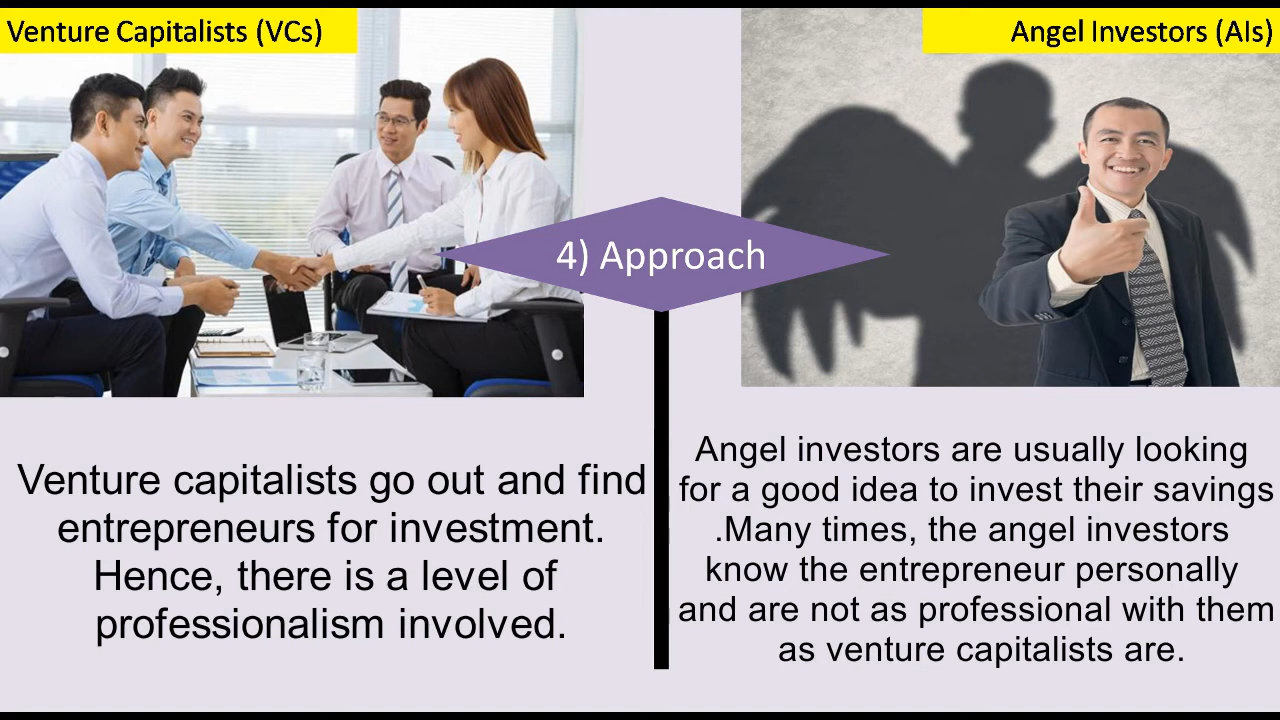 Venture Capitalists (VCs)
Angel Investors (AIs)
4) Approach
Venture capitalists go out and find
entrepreneurs for investment.
Hence, there is a level of
professionalism involved.
Angel investors are usually looking
for a good idea to invest their savings
.Many times, the angel investors
know the entrepreneur personally
and are not as professional with them
as venture capitalists are.